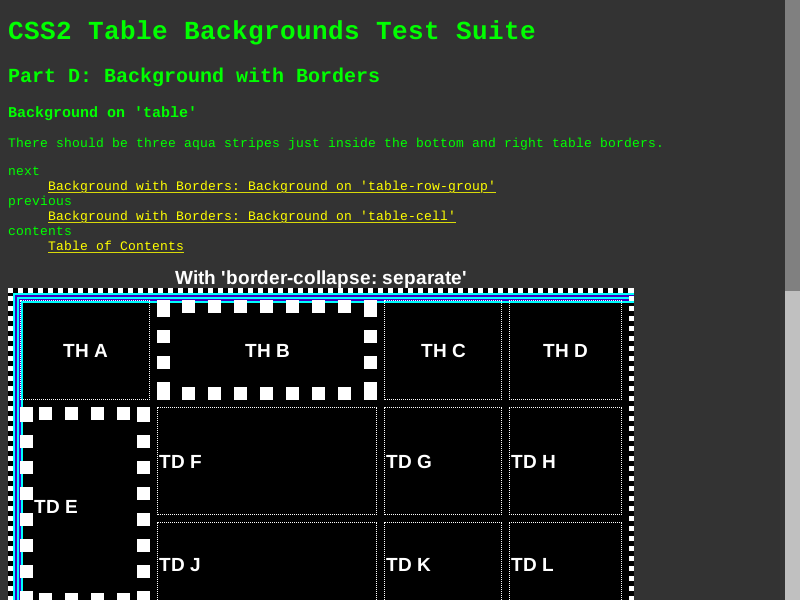 CSS2 Table Backgrounds Test Suite
Part D: Background with Borders
Background on 'table'
There should be three aqua stripes just inside the bottom and right table borders.
next
Background with Borders: Background on 'table-row-group'
previous
Background with Borders: Background on 'table-cell'
contents
Table of Contents
With 'border-collapse: separate'
TH A TH B TH C TH D
TD F TD G TD H
TD E
TD J TD K TD L